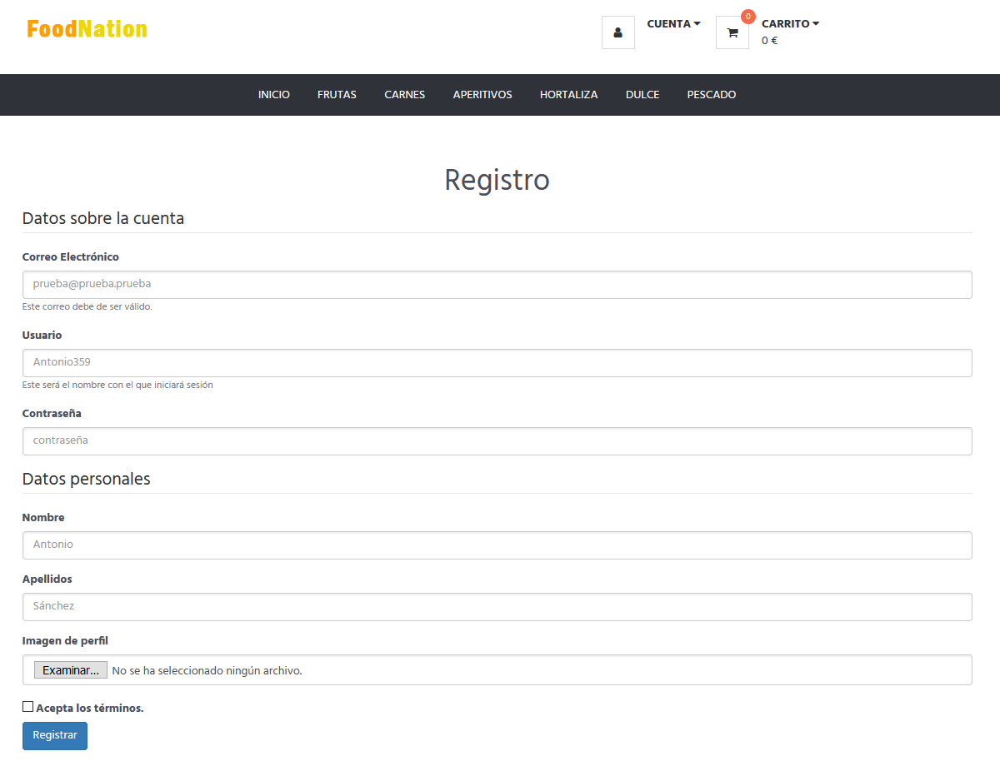 FoodNation
CUENTA
0
CARRITO
0 €
INICIO FRUTAS CARNES APERITIVOS HORTALIZA DULCE PESCADO
Registro
Datos sobre la cuenta
Correo Electrónico
prueba@prueba.prueba
Este correo debe de ser válido.
Usuario
Antonio359
Este será el nombre con el que iniciará sesión
Contraseña
contraseña
Datos personales
Nombre
Antonio
Apellidos
Sánchez
Imagen de perfil
Examinar... No se ha seleccionado ningún archivo.
Acepta los términos.
Registrar